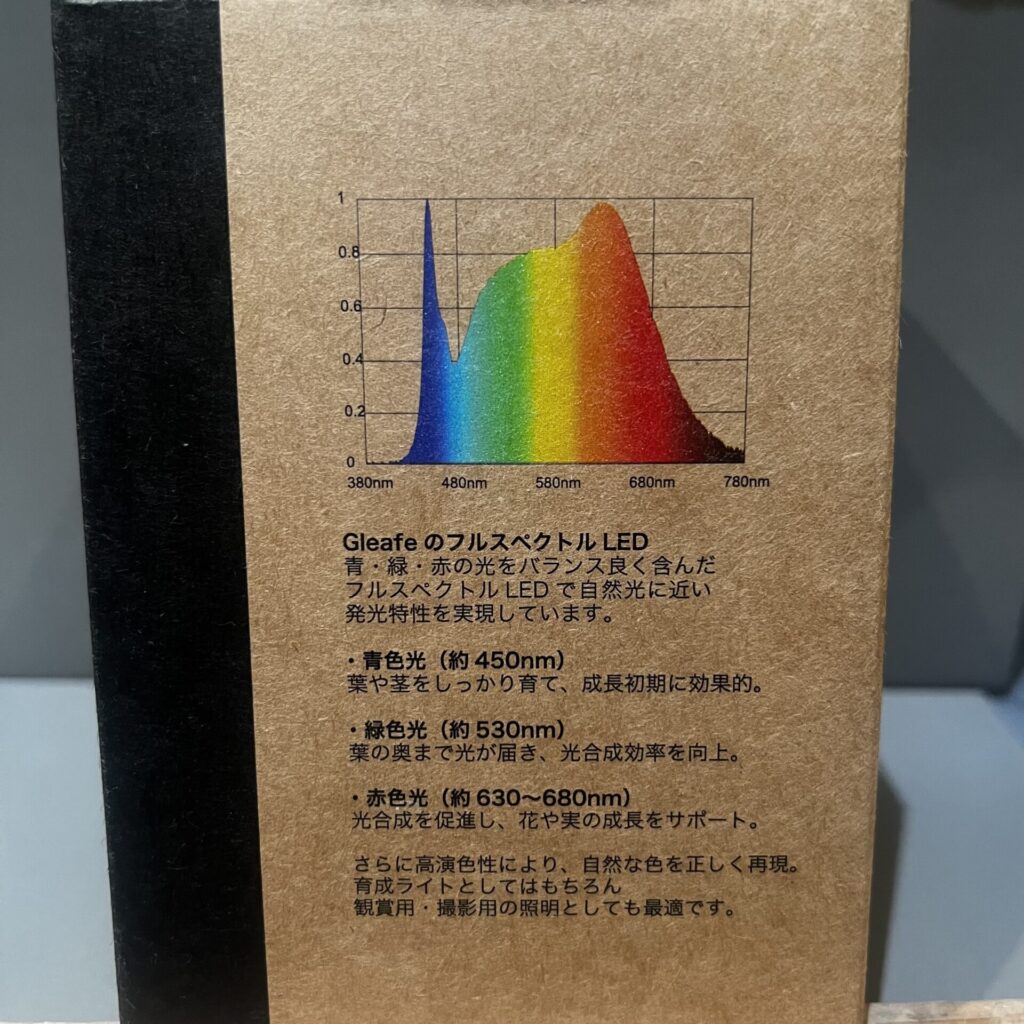 1
0.8
0.6
0.4
0.2
0
380nm 480nm 580nm 680nm 780nm
Gleafe のフルスペクトル LED
青・緑・赤の光をバランス良く含んだ
フルスペクトル LED で自然光に近い
発光特性を実現しています。
・青色光（約 450nm）
葉や茎をしっかり育て、成長初期に効果的。
・緑色光（約 530nm）
葉の奥まで光が届き、光合成効率を向上。
・赤色光（約 630〜680nm）
光合成を促進し、花や実の成長をサポート。
さらに高演色性により、自然な色を正しく再現。
育成ライトとしてはもちろん
観賞用・撮影用の照明としても最適です。